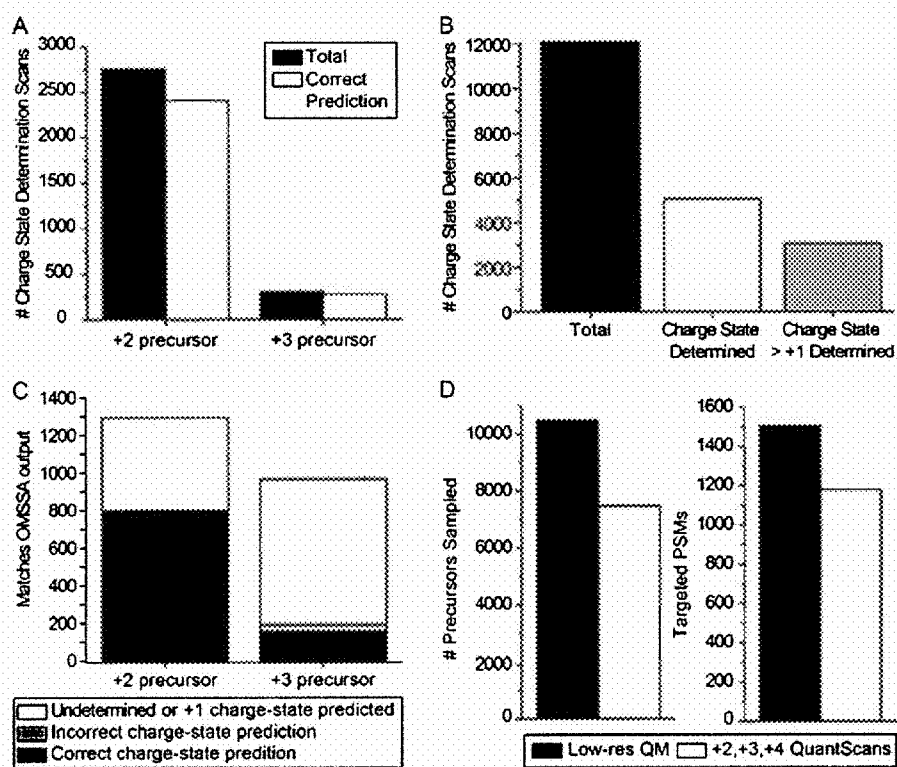 A
# Charge State Determination Scans
3000
2500
2000
1500
1000
500
0
Total
Correct
Prediction
+2 precursor
+3 precursor
B
# Charge State Determination Scans
12000
10000
8000
6000
4000
2000
0
Total
Charge State
Determined
Charge State
> +1 Determined
C
Matches OMSSA output
1400
1200
1000
800
600
400
200
0
+2 precursor
+3 precursor
Undetermined or +1 charge-state predicted
Incorrect charge-state prediction
Correct charge-state predition
D
# Precursors Sampled
10000
8000
6000
4000
2000
0
Targeted PSMs
1600
1400
1200
1000
800
600
400
200
0
Low-res QM
+2,+3,+4 QuantScans